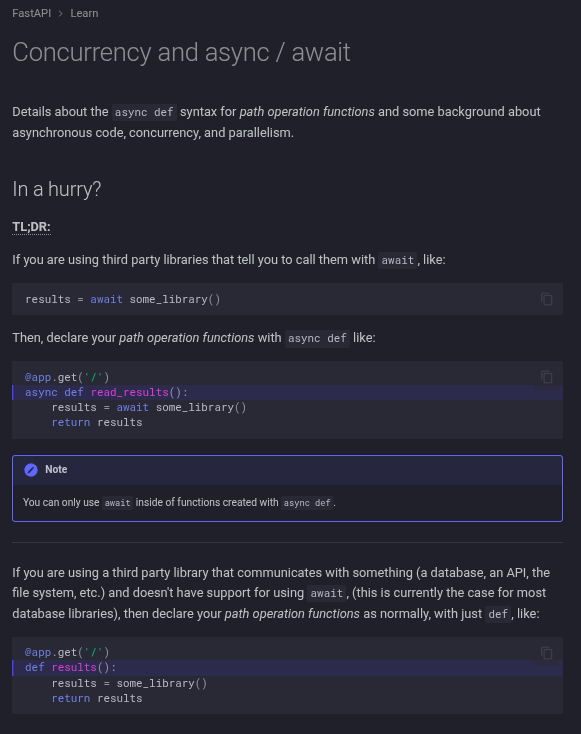 FastAPI > Learn
Concurrency and async / await
Details about the async def syntax for path operation functions and some background about
asynchronous code, concurrency, and parallelism.
In a hurry?
TL;DR:
If you are using third party libraries that tell you to call them with await, like:
results = await some_library()
Then, declare your path operation functions with async def like:
@app.get('/')
async def read_results():
    results = await some_library()
    return results
Note
You can only use await inside of functions created with async def.
If you are using a third party library that communicates with something (a database, an API, the
file system, etc.) and doesn't have support for using await, (this is currently the case for most
database libraries), then declare your path operation functions as normally, with just def, like:
@app.get('/')
def results():
    results = some_library()
    return results